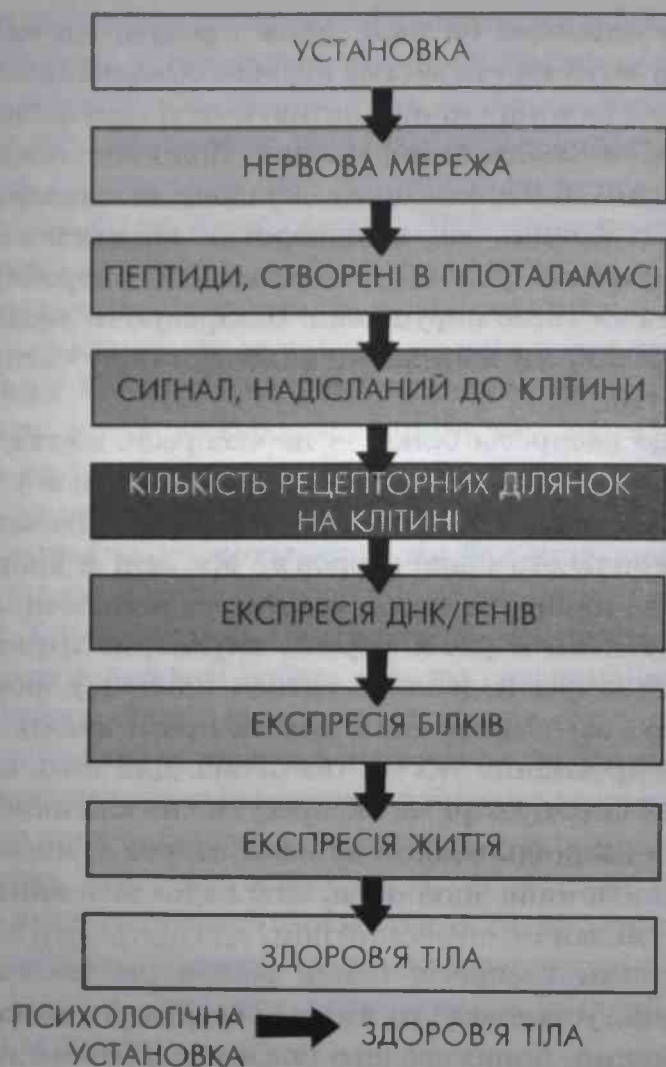 УСТАНОВКА
НЕРВОВА МЕРЕЖА
ПЕПТИДИ, СТВОРЕНІ В ГІПОТАЛАМУСІ
СИГНАЛ, НАДІСЛАНИЙ ДО КЛІТИНИ
КІЛЬКІСТЬ РЕЦЕПТОРНИХ ДІЛЯНОК
НА КЛІТИНІ
ЕКСПРЕСІЯ ДНК/ГЕНІВ
ЕКСПРЕСІЯ БІЛКІВ
ЕКСПРЕСІЯ ЖИТТЯ
ЗДОРОВ'Я ТІЛА
ПСИХОЛОГІЧНА
УСТАНОВКА
ЗДОРОВ'Я ТІЛА